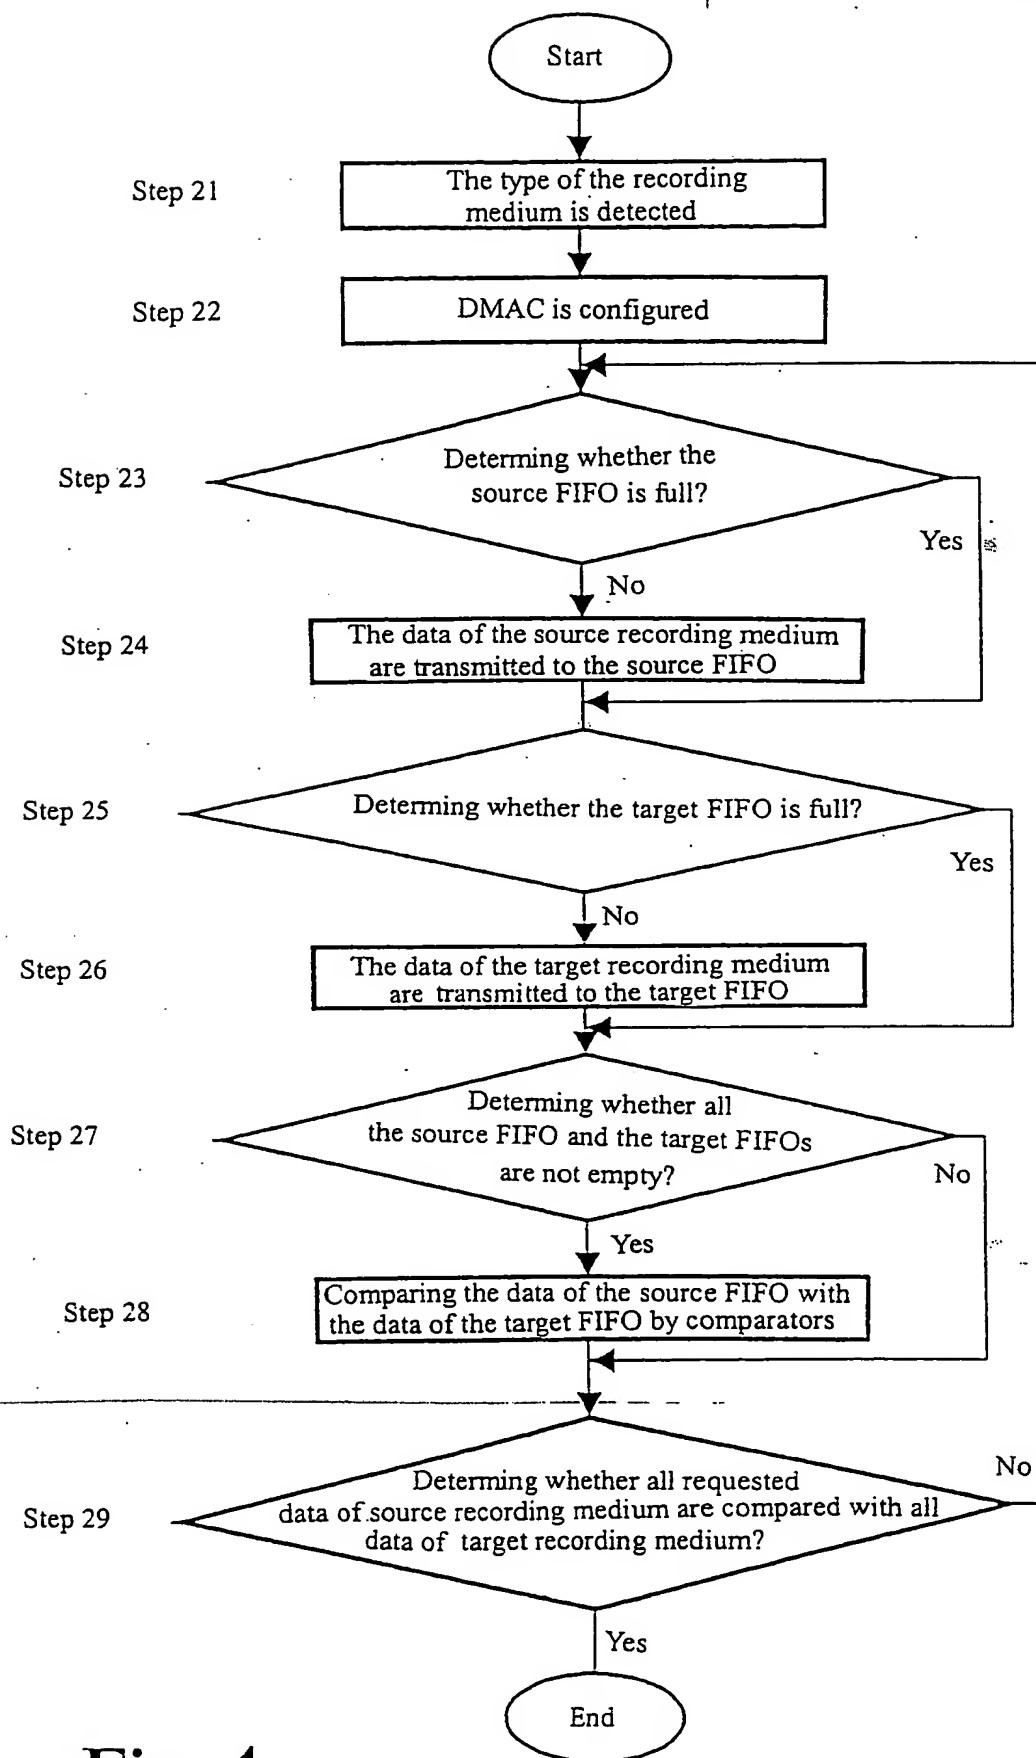 Start
Step 21
The type of the recording
medium is detected
Step 22
DMAC is configured
Step 23
Determing whether the
source FIFO is full?
Yes
No
Step 24
The data of the source recording medium
are transmitted to the source FIFO
Step 25
Determing whether the target FIFO is full?
Yes
No
Step 26
The data of the target recording medium
are transmitted to the target FIFO
Step 27
Determing whether all
the source FIFO and the target FIFOs
are not empty?
No
Yes
Step 28
Comparing the data of the source FIFO with
the data of the target FIFO by comparators
Step 29
Determing whether all requested
data of source recording medium are compared with all
data of target recording medium?
No
Yes
End